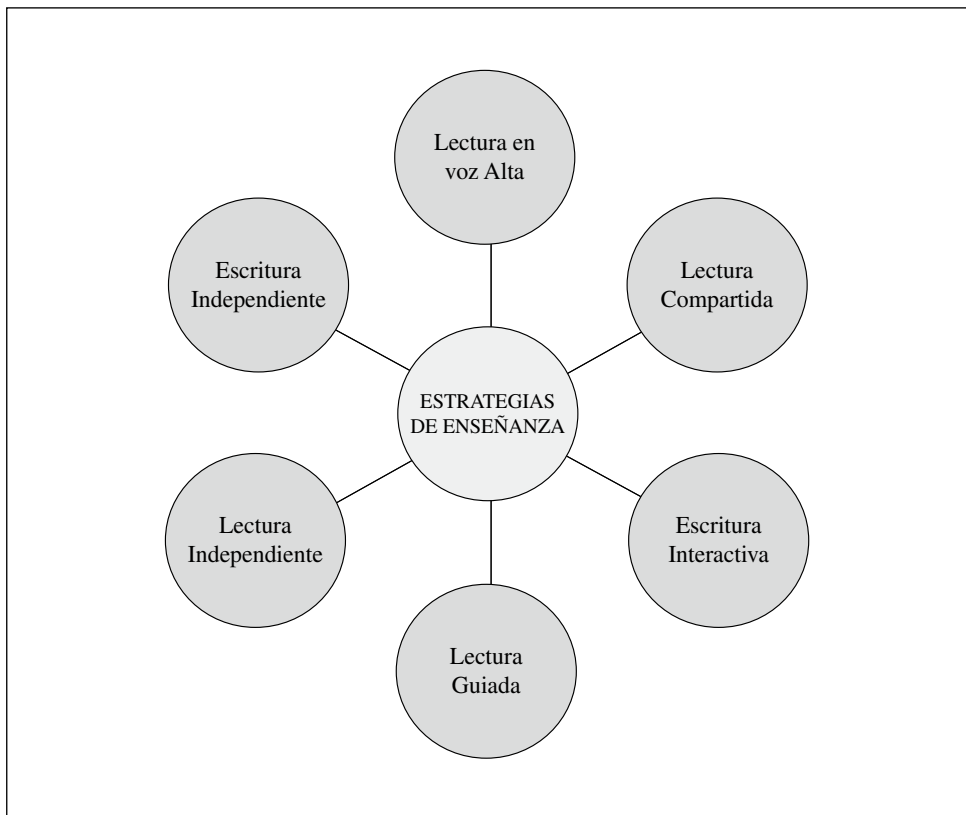 Lectura en
voz Alta
Escritura
Independiente
Lectura
Compartida
ESTRATEGIAS
DE ENSEÑANZA
Lectura
Independiente
Escritura
Interactiva
Lectura
Guiada